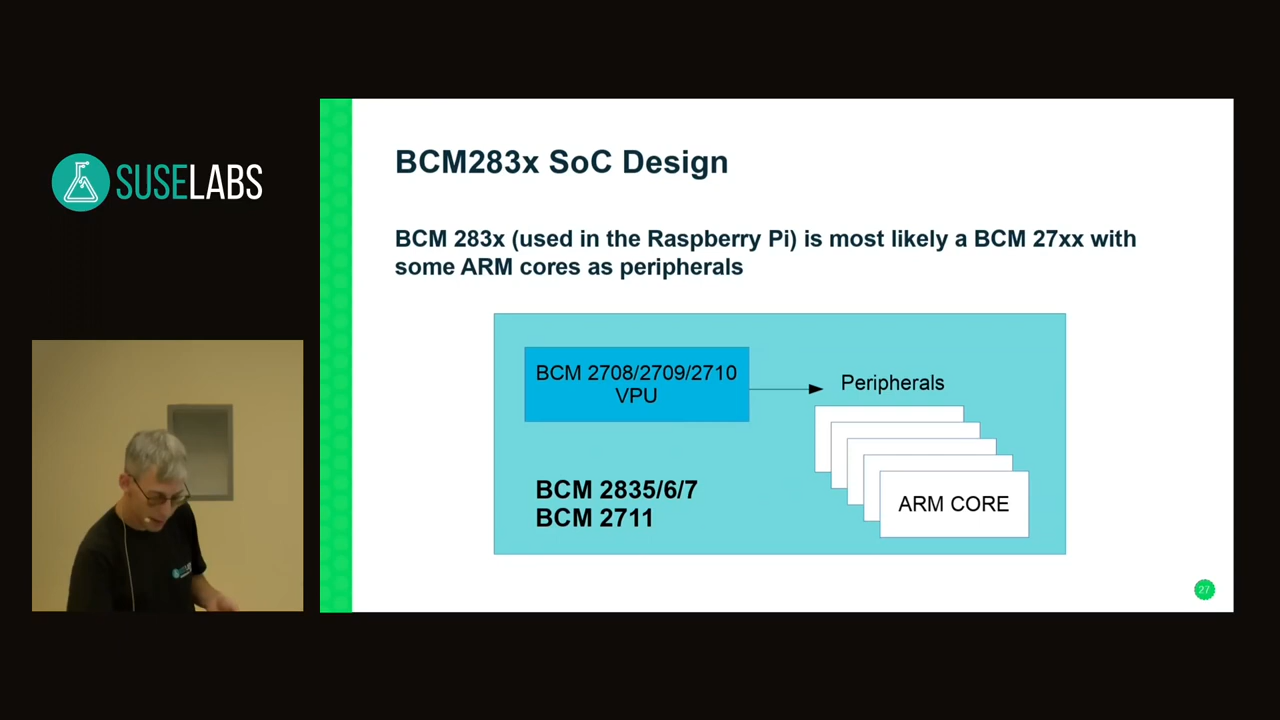 SUSELABS
BCM283x SoC Design
BCM 283x (used in the Raspberry Pi) is most likely a BCM 27xx with
some ARM cores as peripherals
BCM 2708/2709/2710
VPU
Peripherals
BCM 2835/6/7
BCM 2711
ARM CORE
27